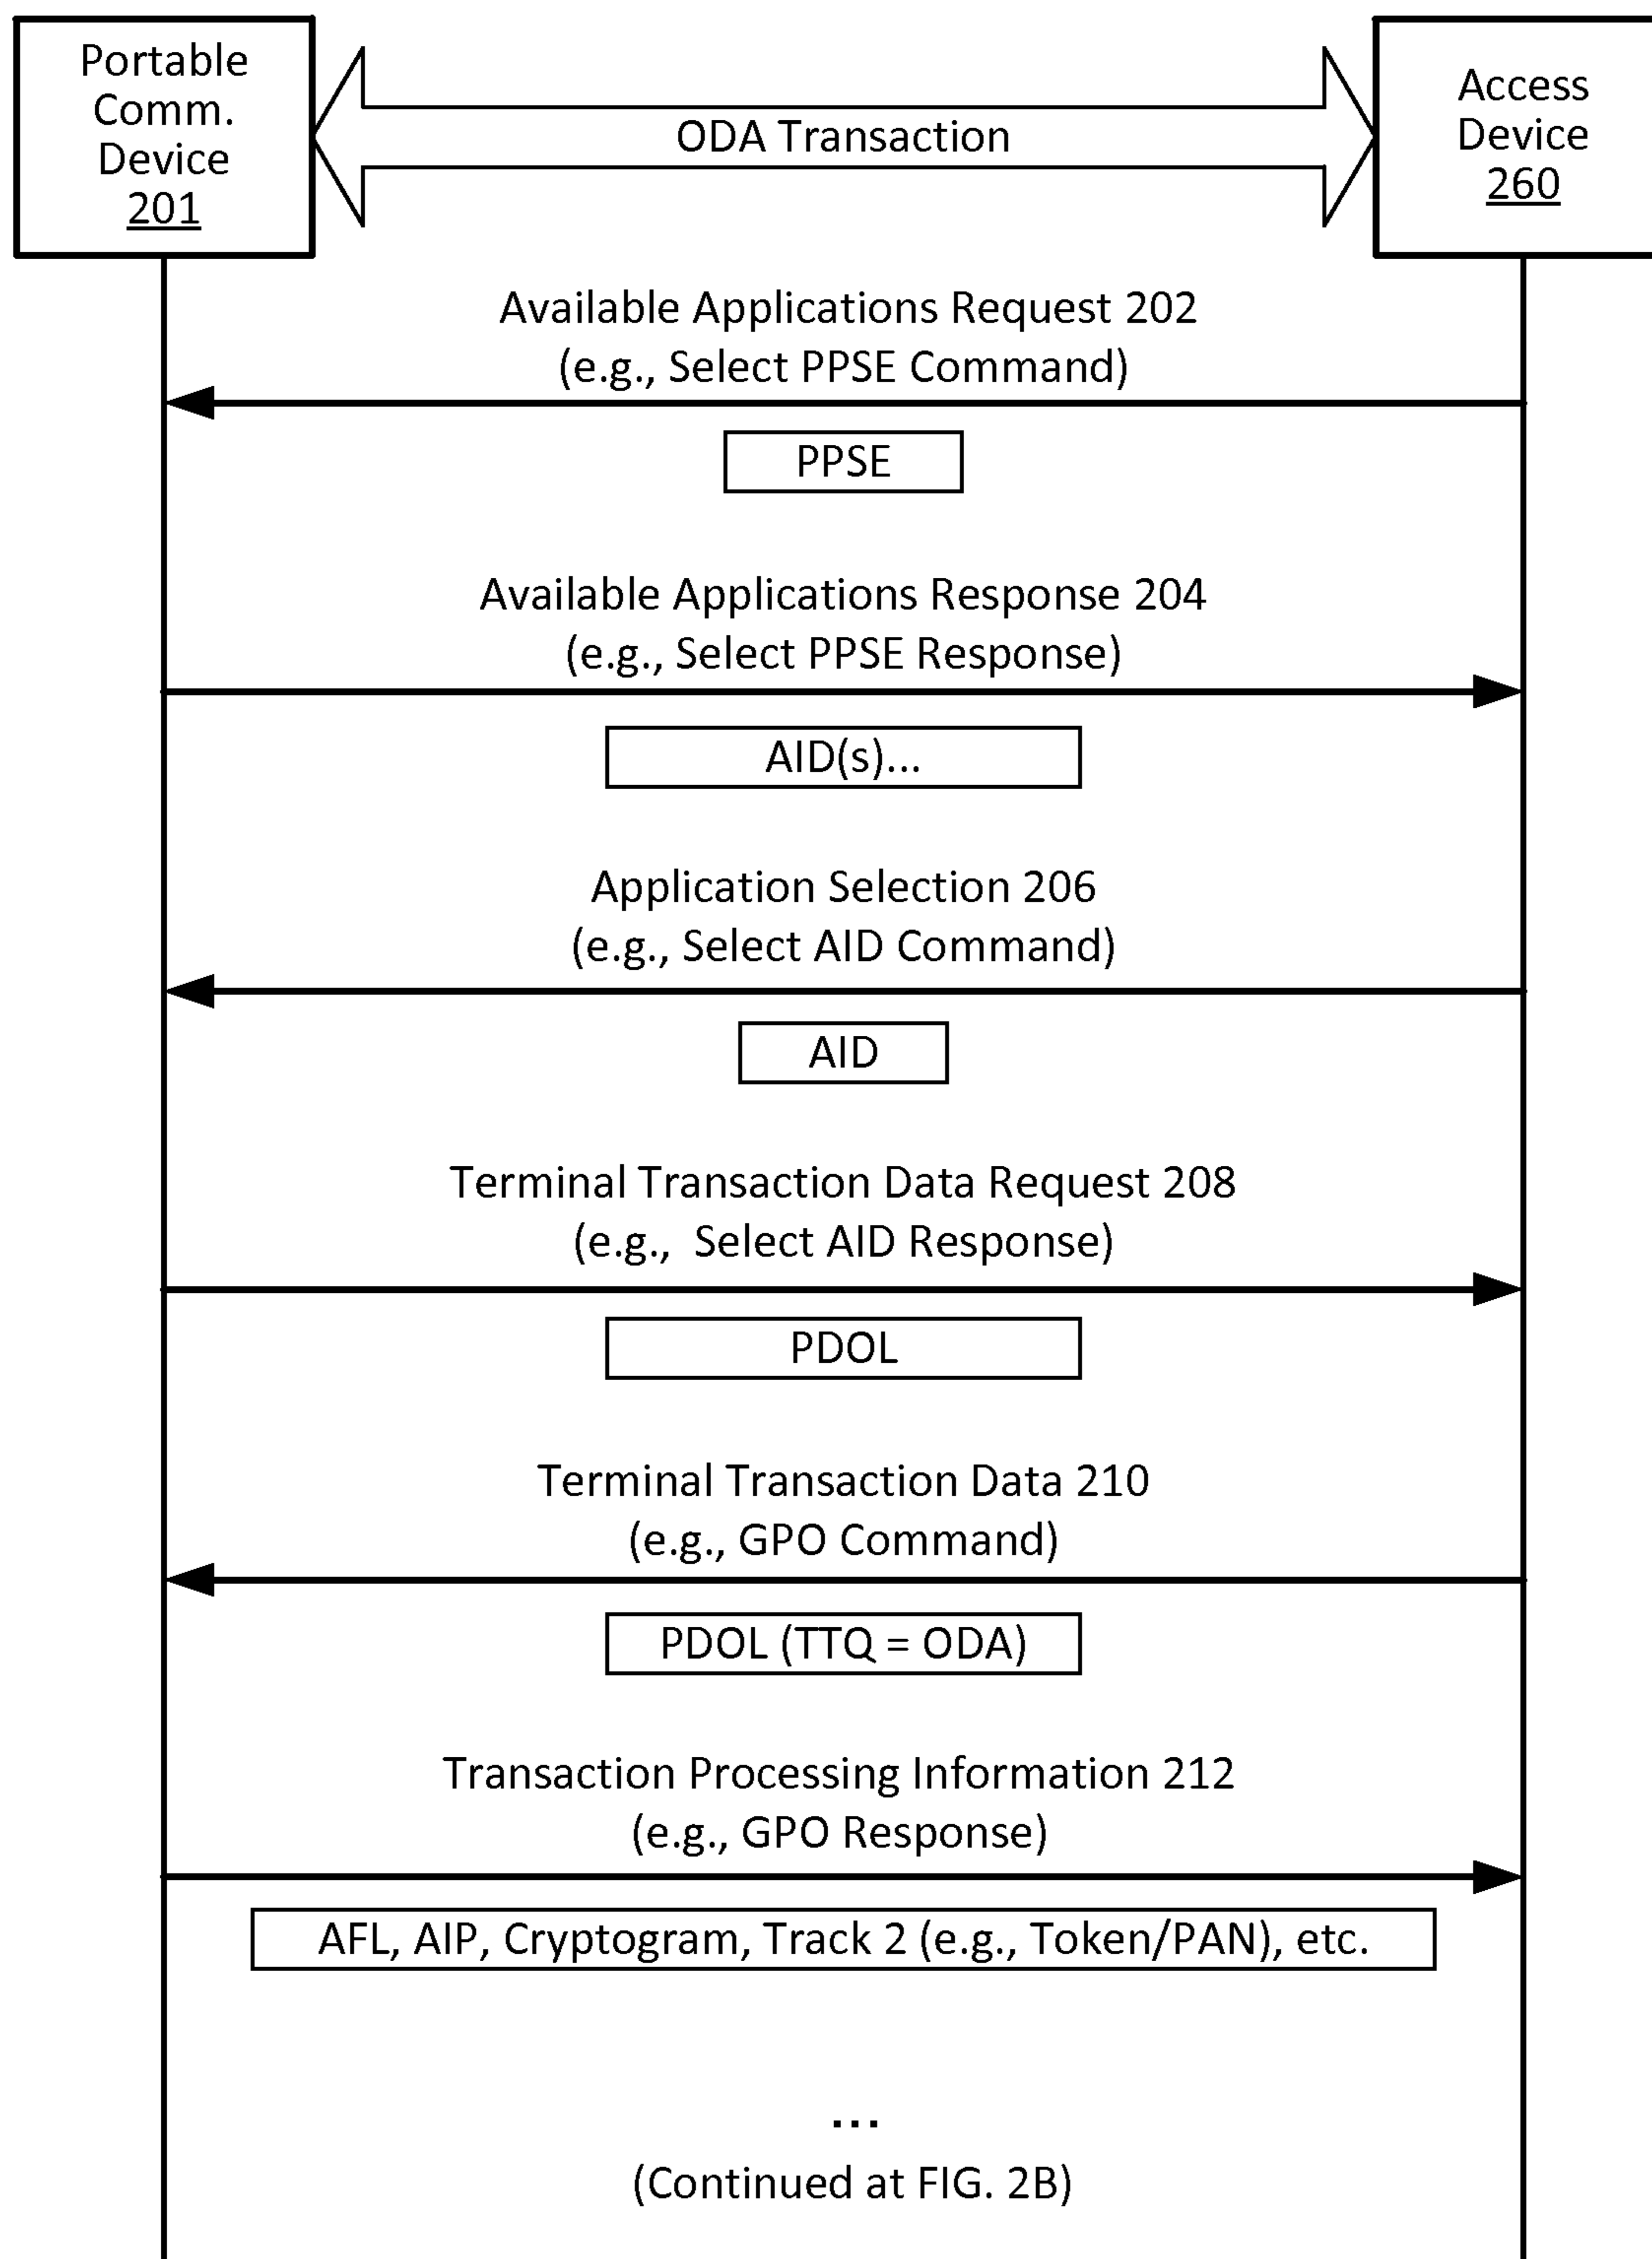 Portable
Comm.
Device
201
ODA Transaction
Access
Device
260
Available Applications Request 202
(e.g., Select PPSE Command)
PPSE
Available Applications Response 204
(e.g., Select PPSE Response)
AID(s)...
Application Selection 206
(e.g., Select AID Command)
AID
Terminal Transaction Data Request 208
(e.g., Select AID Response)
PDOL
Terminal Transaction Data 210
(e.g., GPO Command)
PDOL (TTQ = ODA)
Transaction Processing Information 212
(e.g., GPO Response)
AFL, AIP, Cryptogram, Track 2 (e.g., Token/PAN), etc.
...
(Continued at FIG. 2B)